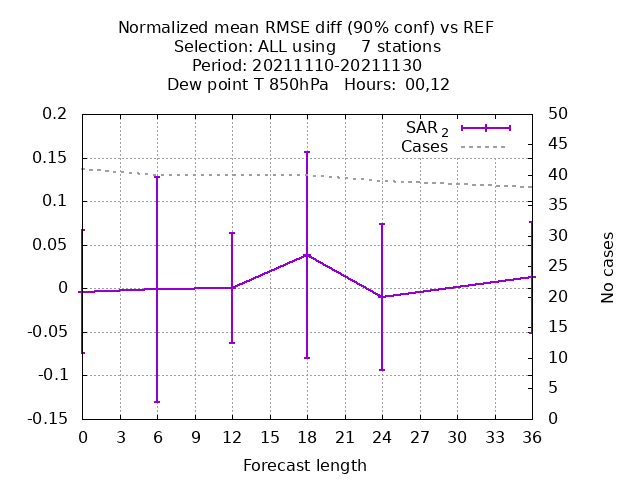 Normalized mean RMSE diff (90% conf) vs REF
Selection: ALL using     7 stations
Period: 20211110-20211130
Dew point T 850hPa   Hours:  00,12
SAR 2
Cases
0.2
0.15
0.1
0.05
0
-0.05
-0.1
-0.15
50
45
40
35
30
25
20
15
10
5
0
No cases
0 3 6 9 12 15 18 21 24 27 30 33 36
Forecast length